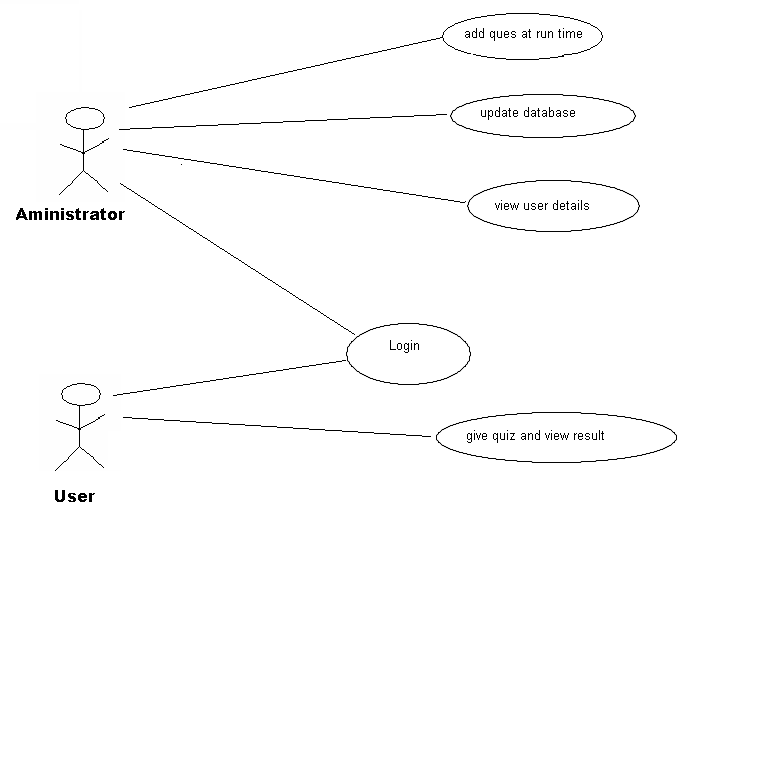 add ques at run time
update database
view user details
Aministrator
Login
give quiz and view result
User